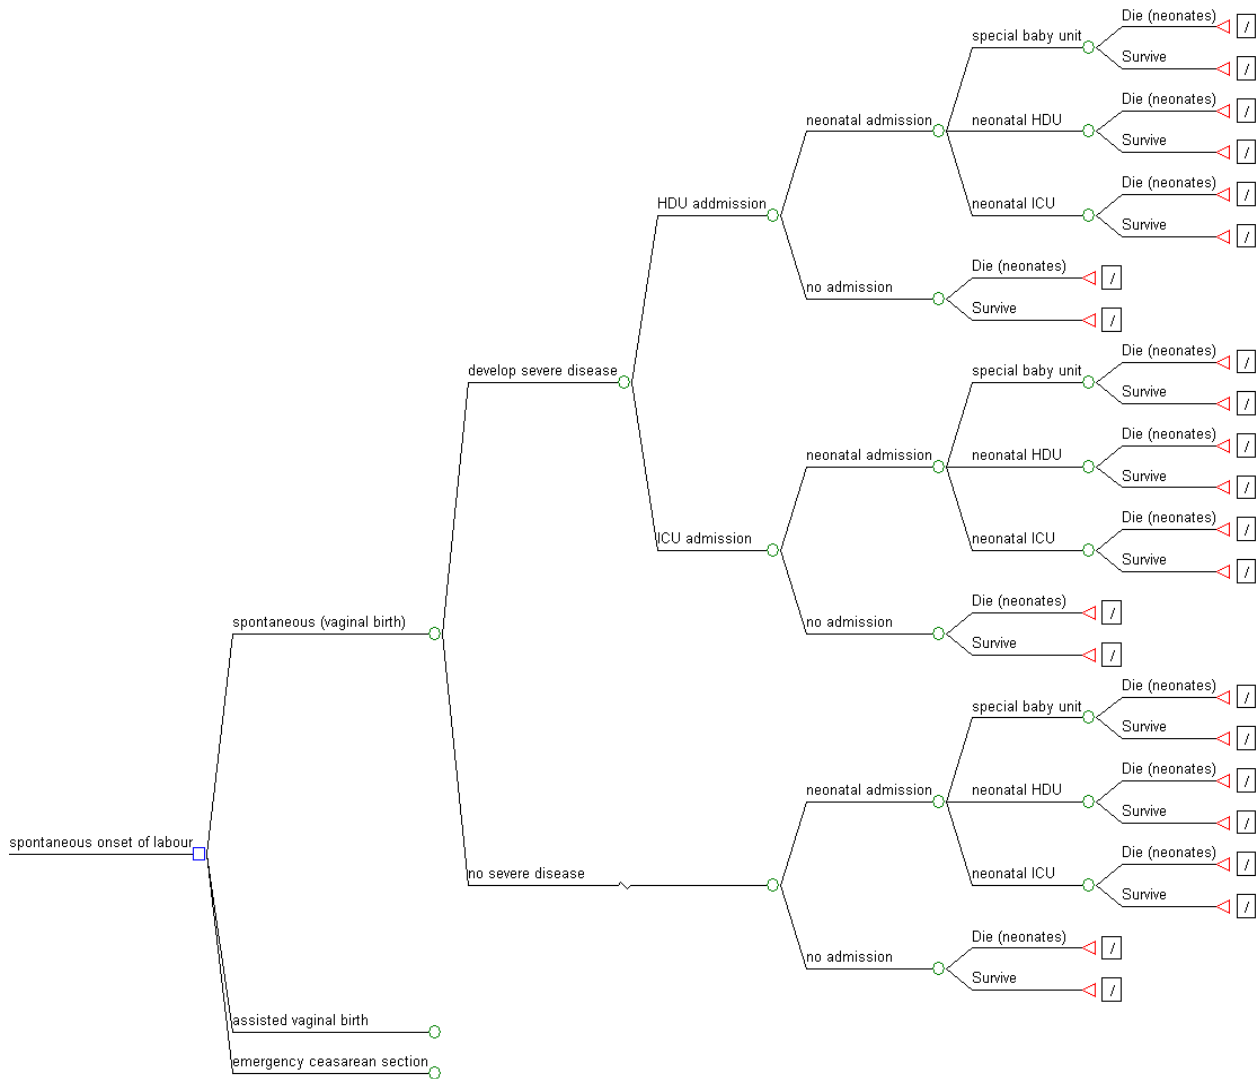 Die (neonates)
/
special baby unit
Survive
/
Die (neonates)
/
neonatal admission
neonatal HDU
Survive
/
Die (neonates)
/
HDU addmission
neonatal ICU
Survive
/
Die (neonates)
/
no admission
Survive
/
Die (neonates)
/
develop severe disease
special baby unit
Survive
/
Die (neonates)
/
neonatal admission
neonatal HDU
Survive
/
Die (neonates)
/
ICU admission
neonatal ICU
Survive
/
Die (neonates)
/
spontaneous (vaginal birth)
no admission
Survive
/
Die (neonates)
/
special baby unit
Survive
/
Die (neonates)
/
neonatal admission
neonatal HDU
Survive
/
spontaneous onset of labour
Die (neonates)
/
no severe disease
neonatal ICU
Survive
/
Die (neonates)
/
no admission
Survive
/
assisted vaginal birth
emergency ceasarean section